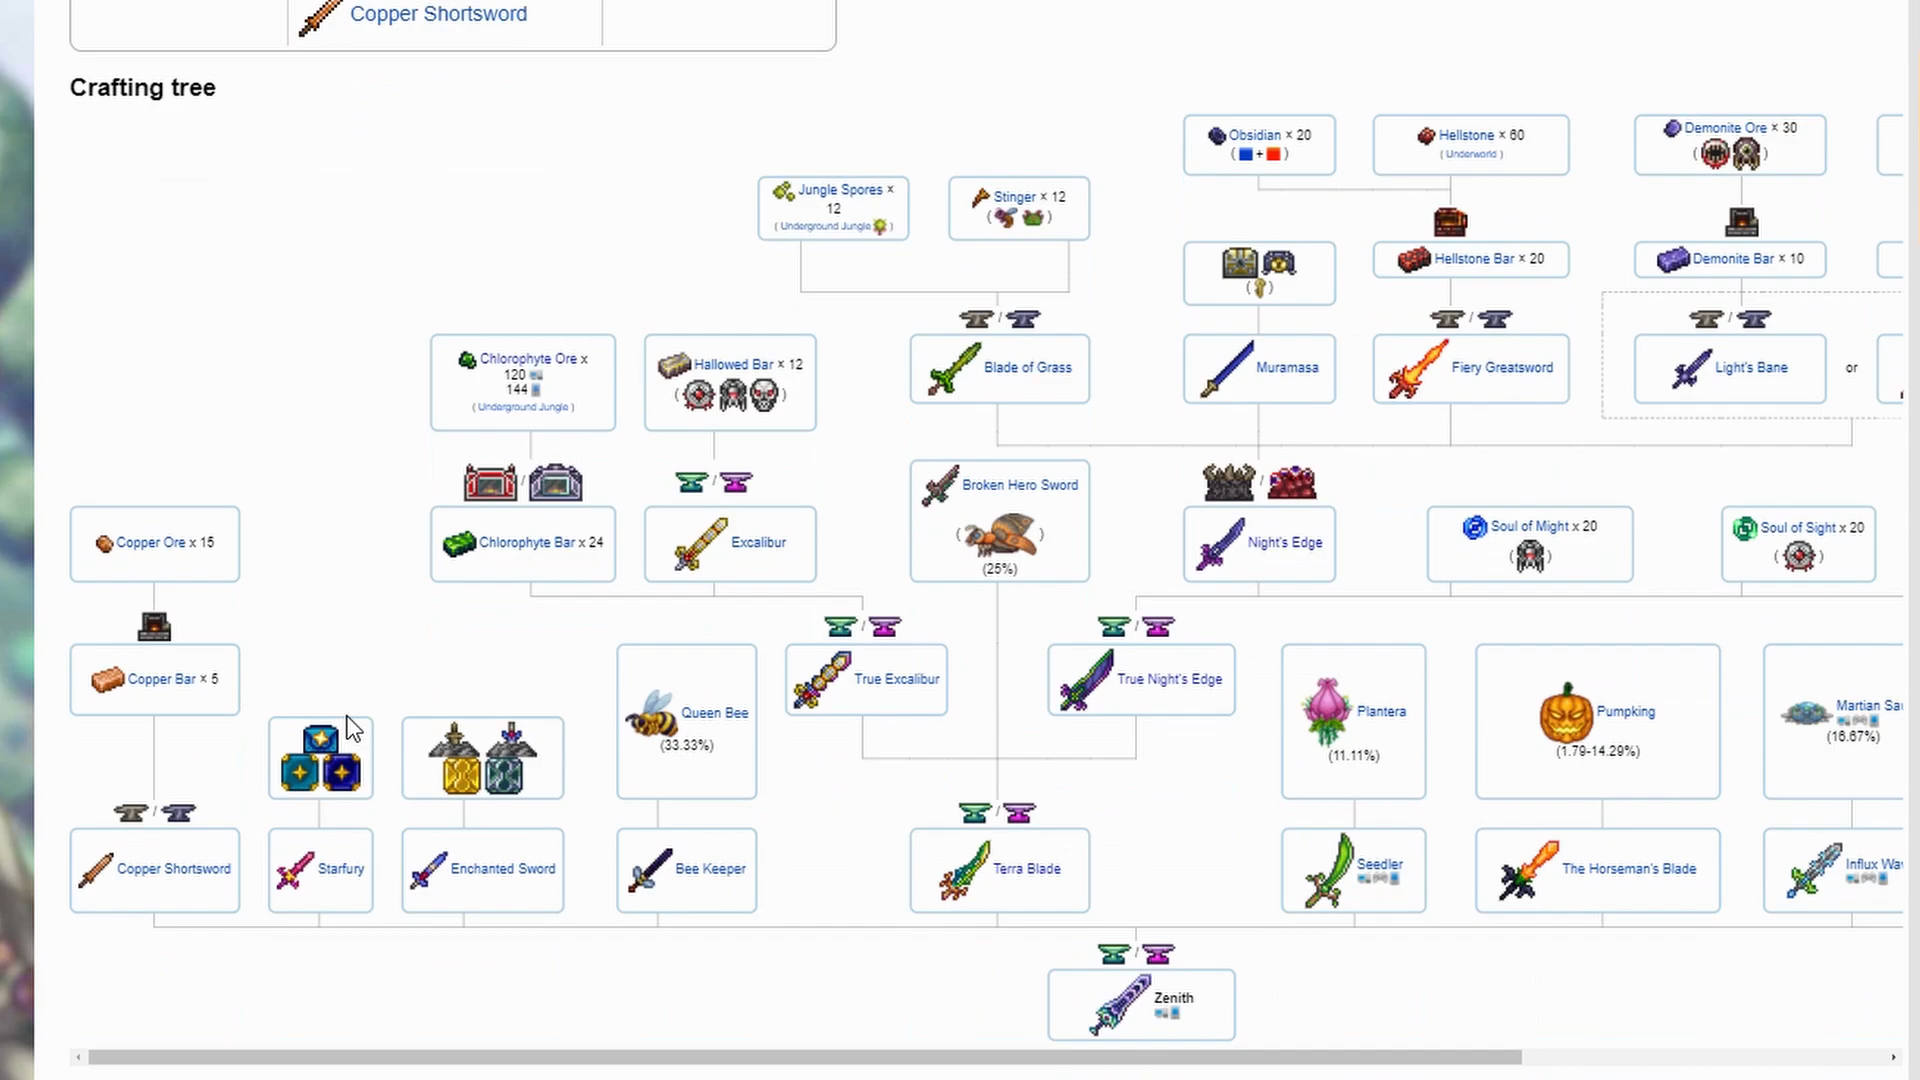 Copper Shortsword
Crafting tree
Obsidian × 20
( + )
Hellstone × 60
( Underworld )
Demonite Ore × 30
( )
Jungle Spores ×
12
( Underground Jungle )
Stinger × 12
( )
( )
Hellstone Bar × 20
Demonite Bar × 10
/
/
/
Chlorophyte Ore x
120
144
( Underground Jungle )
Hallowed Bar × 12
( )
Blade of Grass
Muramasa
Fiery Greatsword
Light's Bane
or
/
/
/
Broken Hero Sword
( )
(25%)
Copper Ore × 15
Chlorophyte Bar x 24
Excalibur
Night's Edge
Soul of Might x 20
( )
Soul of Sight x 20
( )
/
/
Copper Bar × 5
Queen Bee
(33.33%)
True Excalibur
True Night's Edge
Plantera
(11.11%)
Pumpking
(1.79-14.29%)
Martian Sau
(16.67%)
/
/
Copper Shortsword
Starfury
Enchanted Sword
Bee Keeper
Terra Blade
Seedler
The Horseman's Blade
Influx Wav
/
Zenith